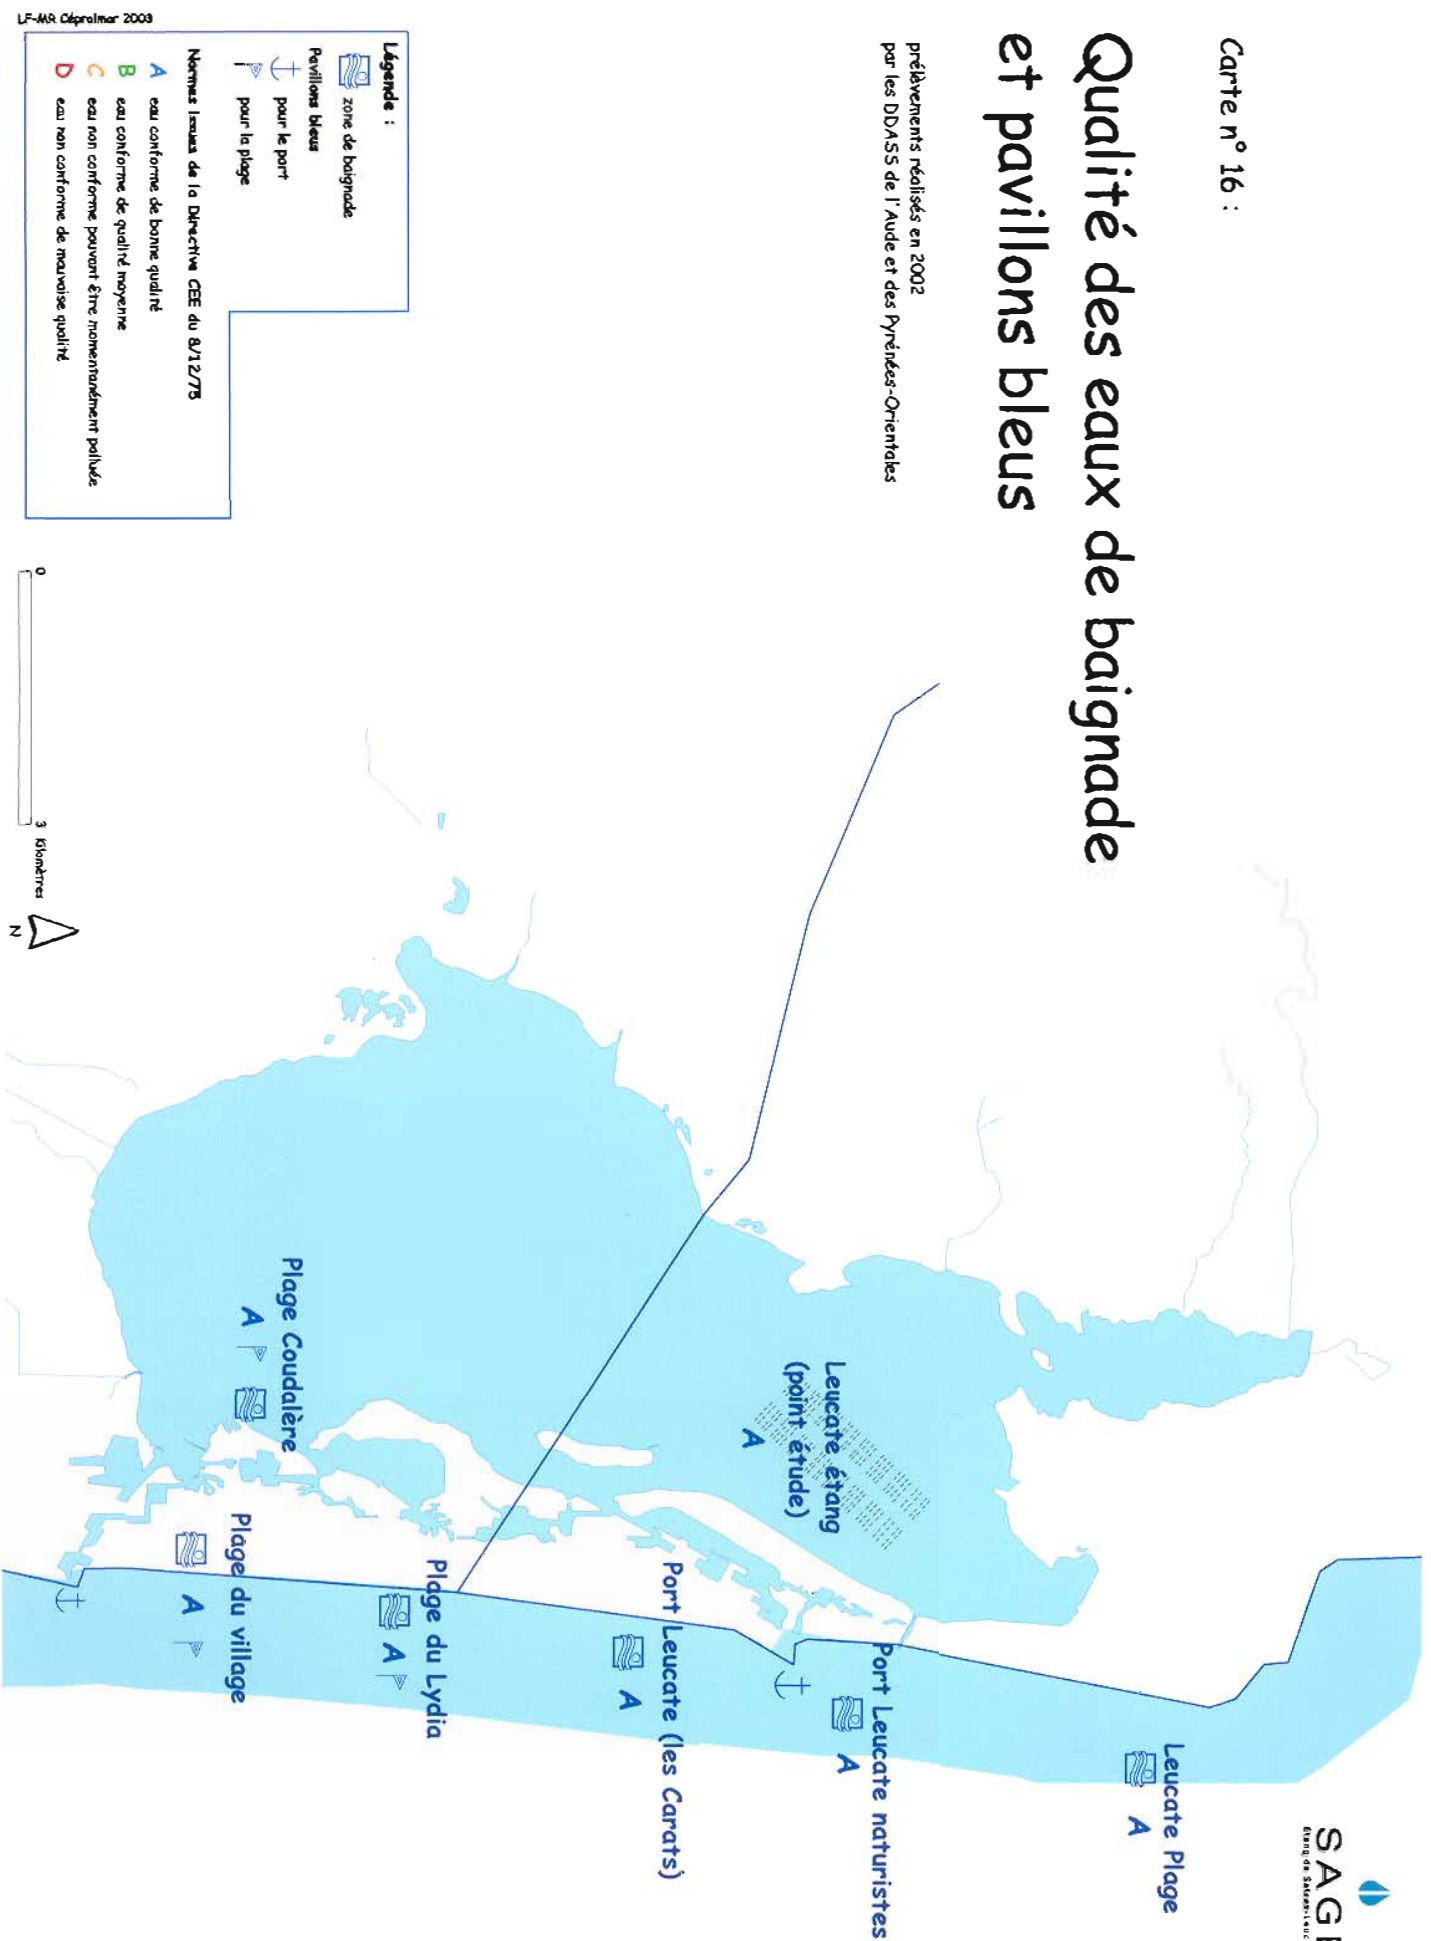 Carte n° 16 :
Qualité des eaux de baignade
et pavillons bleus
prélèvements réalisés en 2002
par les DDASS de l'Aude et des Pyrénées-Orientales
SAGE
Leucate Plage
A
Port Leucate naturistes
A
Leucate étang
(point étude)
A
Port Leucate (les Carats)
A
Plage du Lydia
A
Plage Coudalère
A
Plage du village
A
Légende :
zone de baignade
Pavillons bleus
pour le port
pour la plage
Normes issues de la Directive CEE du 8/12/75
A eau conforme de bonne qualité
B eau conforme de qualité moyenne
C eau non conforme pouvant être momentanément polluée
D eau non conforme de mauvaise qualité
0 3 Kilomètres
N
LF-MR Cépralmar 2003